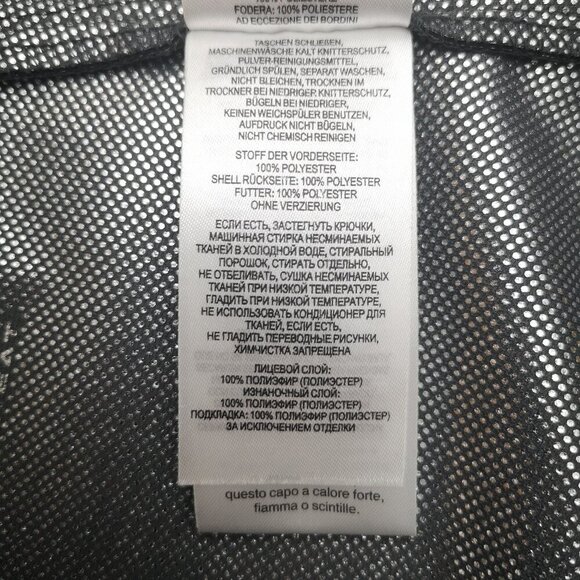 FODERA: 100% POLIESTERE
AD ECCEZIONE DEI BORDINI
TASCHEN SCHLIEßEN,
MASCHINENWÄSCHE KALT KNITTERSCHUTZ,
PULVER-REINIGUNGSMITTEL,
GRÜNDLICH SPÜLEN, SEPARAT WASCHEN,
NICHT BLEICHEN, TROCKNEN IM
TROCKNER BEI NIEDRIGER KNITTERSCHUTZ,
BÜGELN BEI NIEDRIGER,
KEINEN WEICHSPÜLER BENUTZEN,
AUFDRUCK NICHT BÜGELN,
NICHT CHEMISCH REINIGEN
STOFF DER VORDERSEITE:
100% POLYESTER
SHELL RÜCKSEITE: 100% POLYESTER
FUTTER: 100% POLYESTER
OHNE VERZIERUNG
ЕСЛИ ЕСТЬ, ЗАСТЕГНУТЬ КРЮЧКИ,
МАШИННАЯ СТИРКА НЕСМИНАЕМЫХ
ТКАНЕЙ В ХОЛОДНОЙ ВОДЕ, СТИРАЛЬНЫЙ
ПОРОШОК, СТИРАТЬ ОТДЕЛЬНО,
НЕ ОТБЕЛИВАТЬ, СУШКА НЕСМИНАЕМЫХ
ТКАНЕЙ ПРИ НИЗКОЙ ТЕМПЕРАТУРЕ,
ГЛАДИТЬ ПРИ НИЗКОЙ ТЕМПЕРАТУРЕ,
НЕ ИСПОЛЬЗОВАТЬ КОНДИЦИОНЕР ДЛЯ
ТКАНЕЙ, ЕСЛИ ЕСТЬ,
НЕ ГЛАДИТЬ ПЕРЕВОДНЫЕ РИСУНКИ,
ХИМЧИСТКА ЗАПРЕЩЕНА
ЛИЦЕВОЙ СЛОЙ:
100% ПОЛИЭФИР (ПОЛИЭСТЕР)
ИЗНАНОЧНЫЙ СЛОЙ:
100% ПОЛИЭФИР (ПОЛИЭСТЕР)
ПОДКЛАДКА: 100% ПОЛИЭФИР (ПОЛИЭСТЕР)
ЗА ИСКЛЮЧЕНИЕМ ОТДЕЛКИ
questo capo a calore forte,
fiamma o scintille.